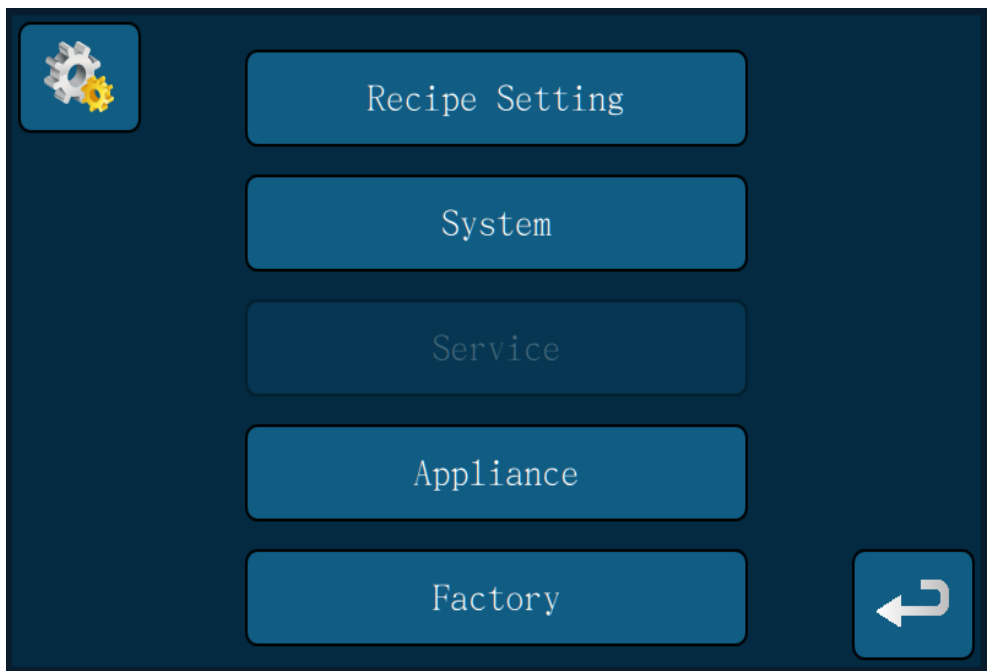 Recipe Setting
System
Service
Appliance
Factory